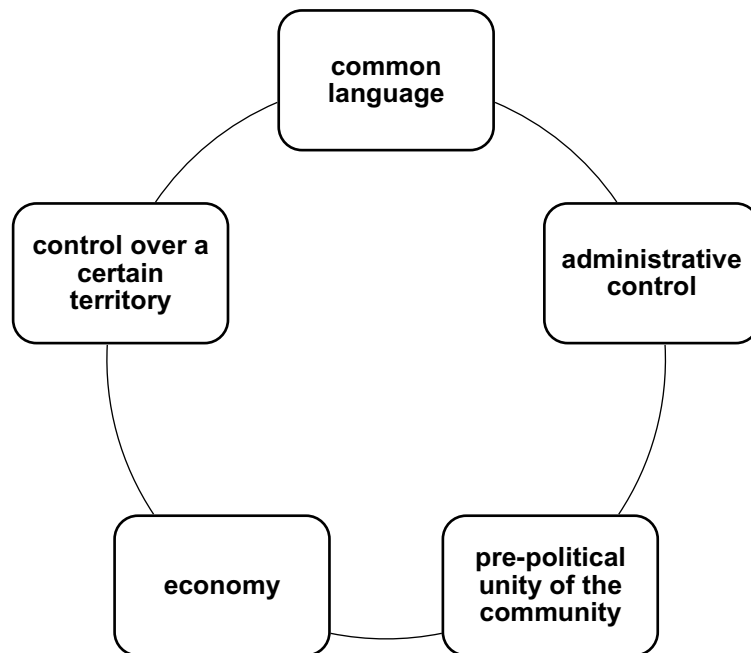 common
language
control over a
certain
territory
administrative
control
economy
pre-political
unity of the
community